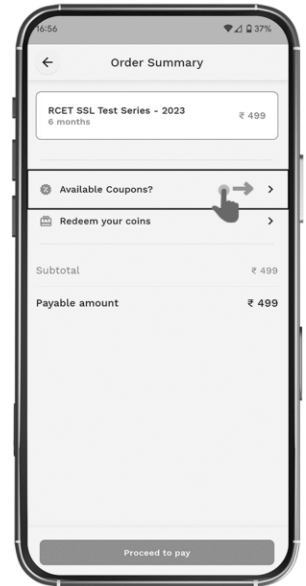 16:56
37%
Order Summary
RCET SSL Test Series - 2023
6 months
₹ 499
Available Coupons?
Redeem your coins
Subtotal
₹ 499
Payable amount
₹ 499
Proceed to pay